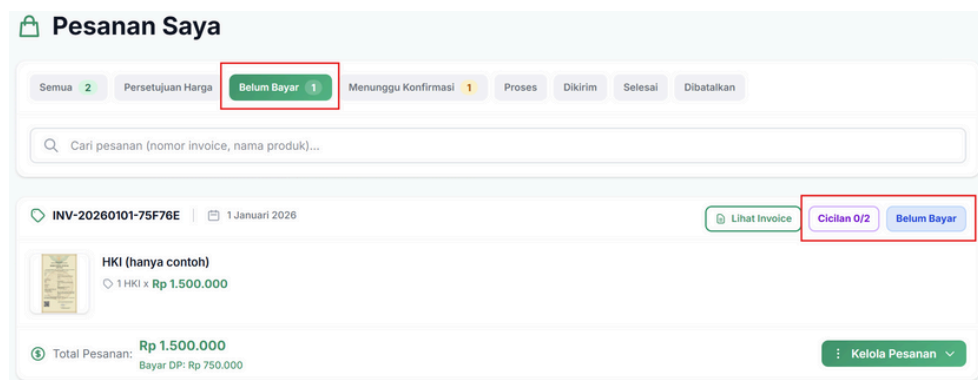 Pesanan Saya
Semua 2 Persetujuan Harga Belum Bayar 1 Menunggu Konfirmasi 1 Proses Dikirim Selesai Dibatalkan
Cari pesanan (nomor invoice, nama produk)...
INV-20260101-75F76E 1 Januari 2026 Lihat Invoice Cicilan 0/2 Belum Bayar
HKI (hanya contoh)
1 HKI x Rp 1.500.000
Total Pesanan: Rp 1.500.000
Bayar DP: Rp 750.000
Kelola Pesanan